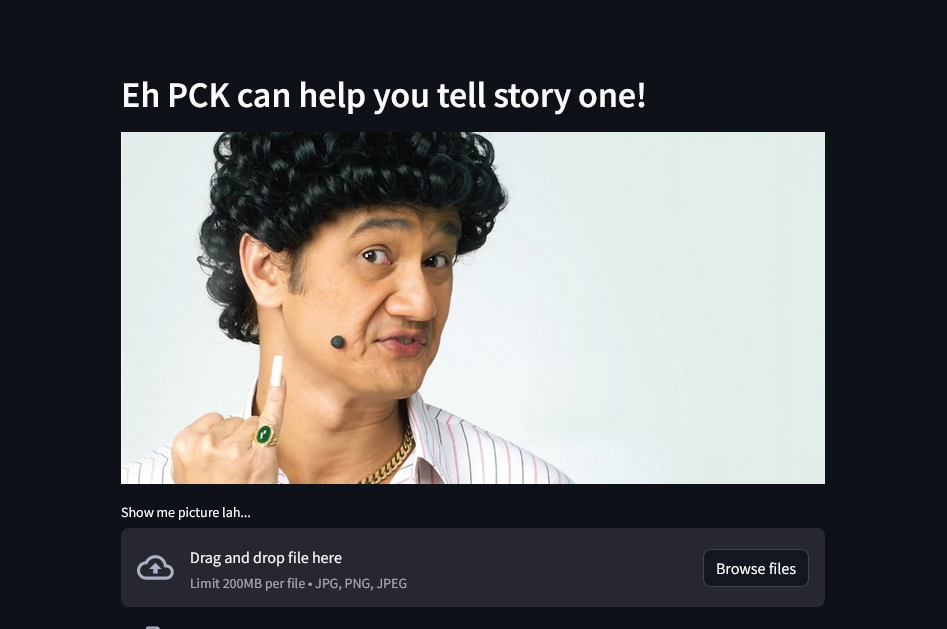 Eh PCK can help you tell story one!
Show me picture lah...
Drag and drop file here
Limit 200MB per file • JPG, PNG, JPEG
Browse files